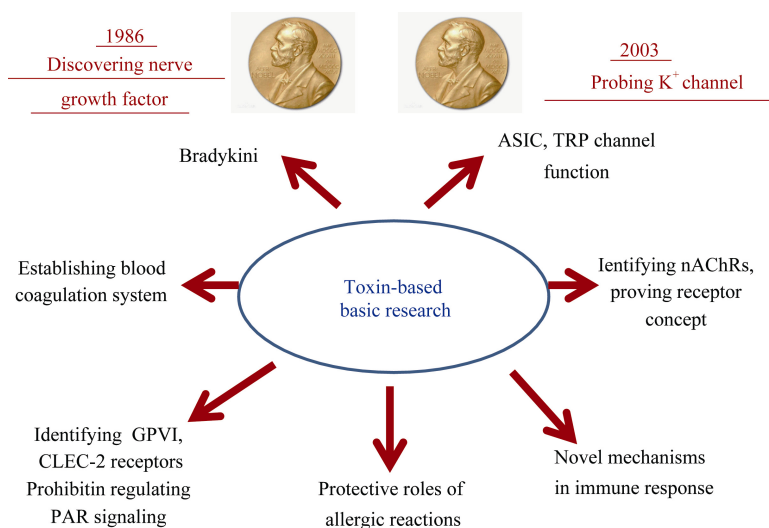 1986
Discovering nerve
growth factor
2003
Probing K⁺ channel
Bradykini
ASIC, TRP channel
function
Establishing blood
coagulation system
Toxin-based
basic research
Ientifying nAChRs,
proving receptor
concept
Identifying GPVI,
CLEC-2 receptors
Prohibitin regulating
PAR signaling
Protective roles of
allergic reactions
Novel mechanisms
in immune response